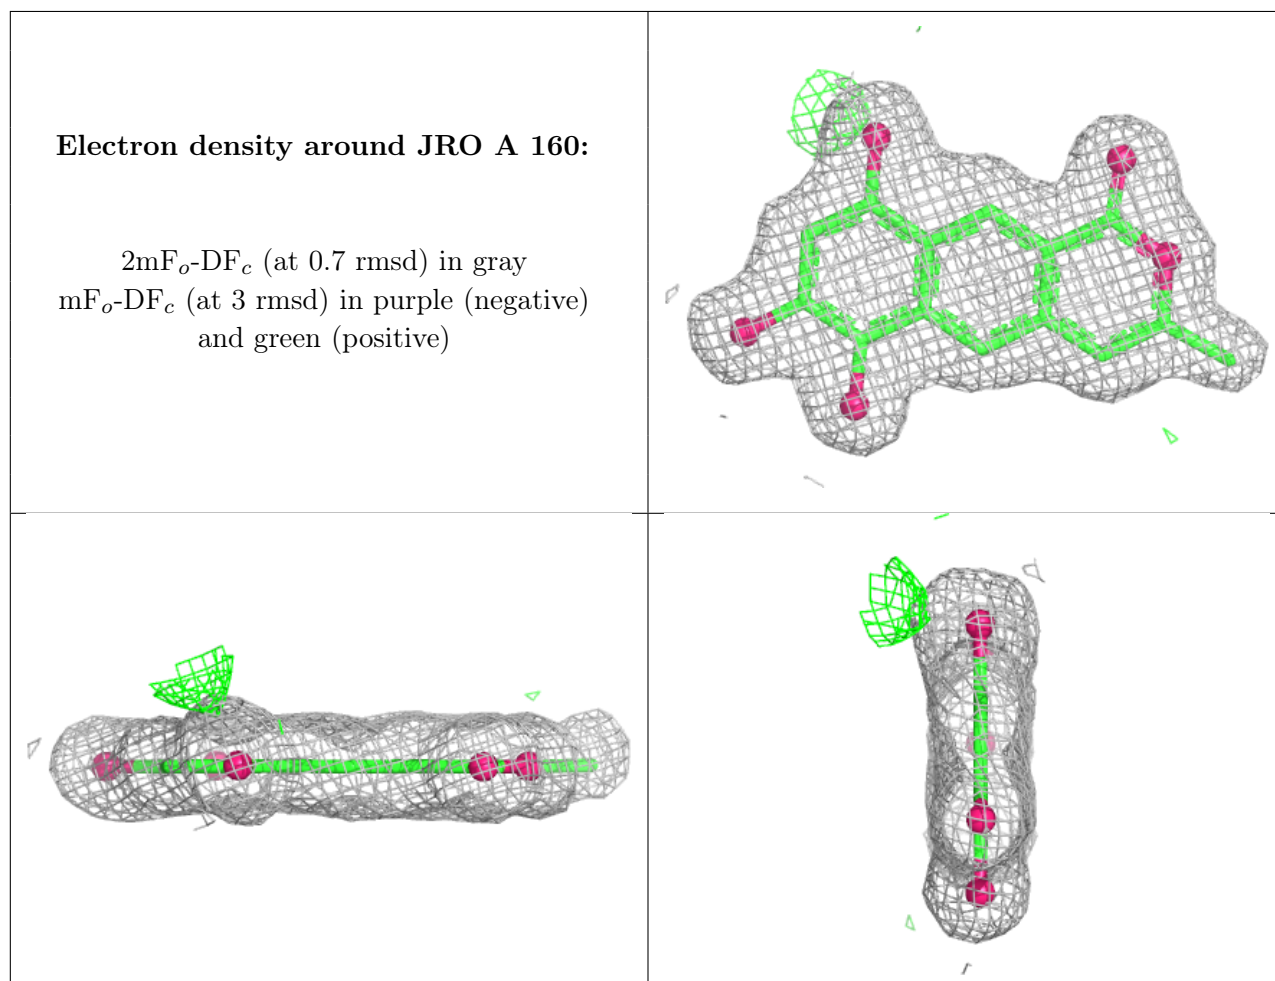 Electron density around JRO A 160:
2mFo-DFc (at 0.7 rmsd) in gray
mFo-DFc (at 3 rmsd) in purple (negative)
and green (positive)